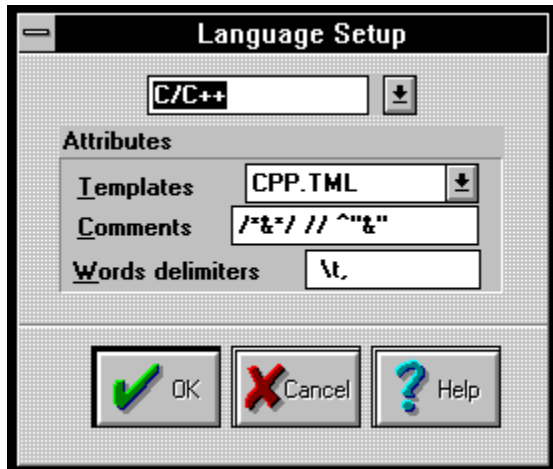 Language Setup
C/C++
Attributes
Templates CPP.TML
Comments /*&*/ // ^"&"
Words delimiters \t,
OK Cancel Help